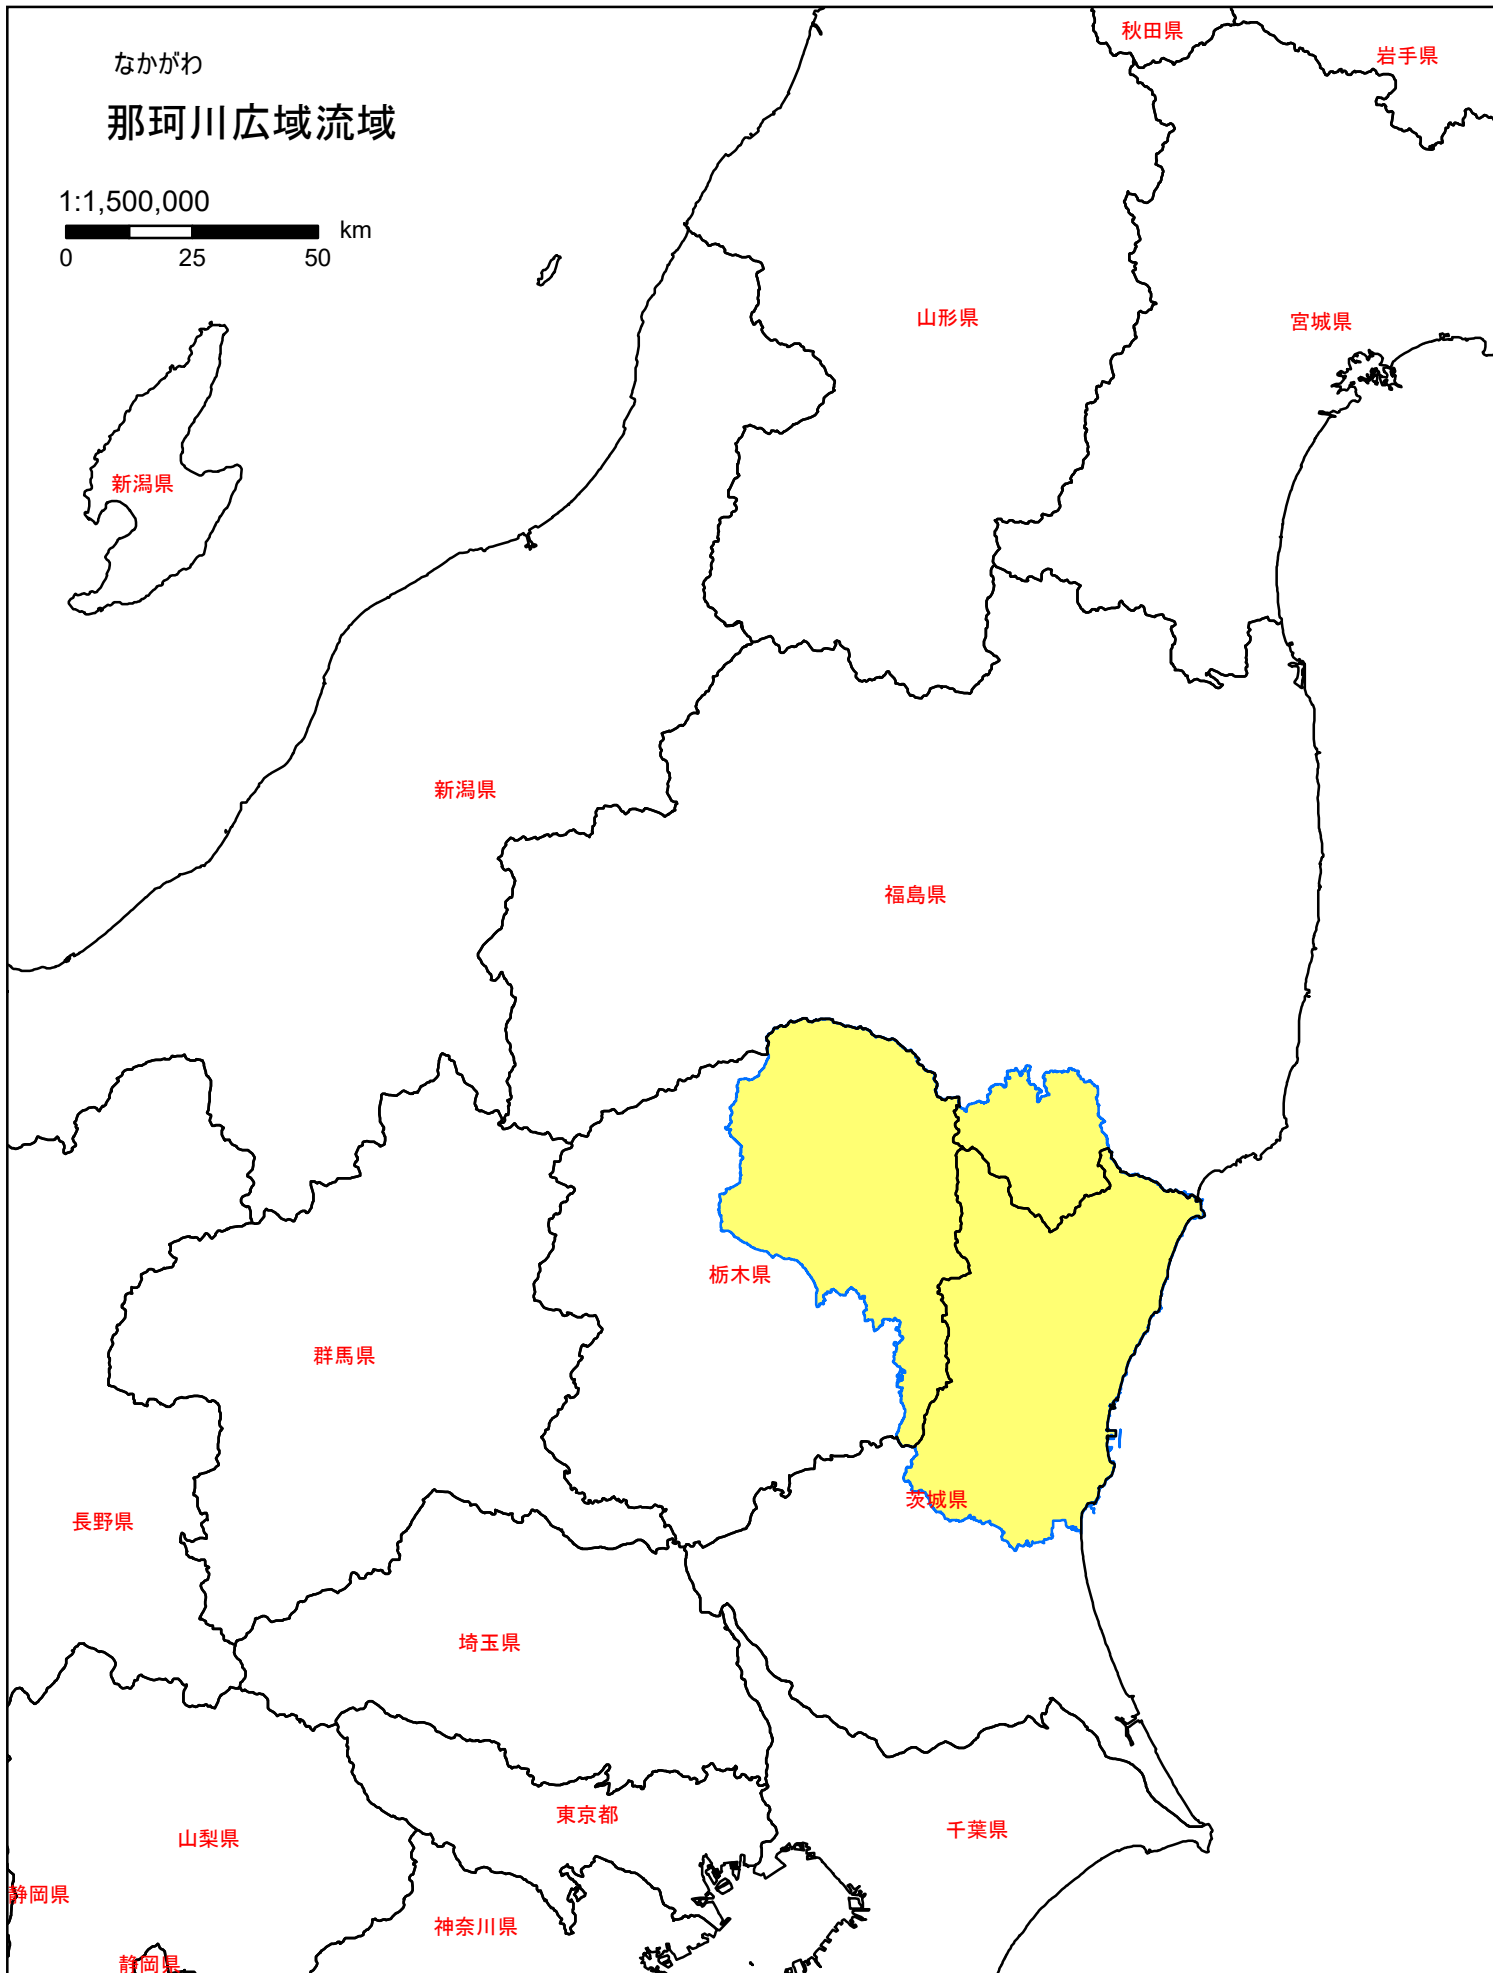 なかがわ
那珂川広域流域
1:1,500,000
km
0 25 50
秋田県
岩手県
山形県
宮城県
新潟県
新潟県
福島県
栃木県
群馬県
茨城県
長野県
埼玉県
東京都
千葉県
山梨県
静岡県
神奈川県
静岡県